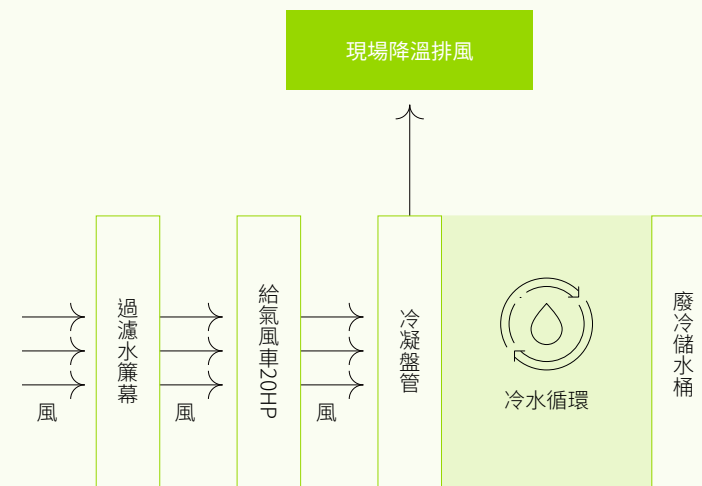 現場降溫排風
過濾水簾幕
給氣風車20HP
冷凝盤管
廢冷儲水桶
冷水循環
風
風
風